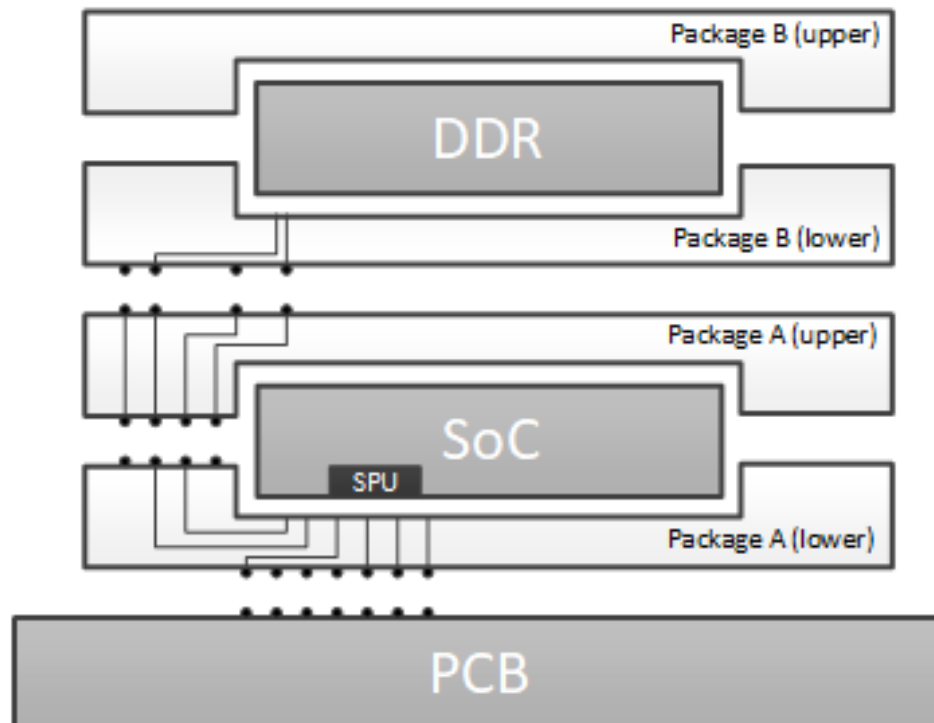 Package B (upper)
DDR
Package B (lower)
Package A (upper)
SoC
SPU
Package A (lower)
PCB